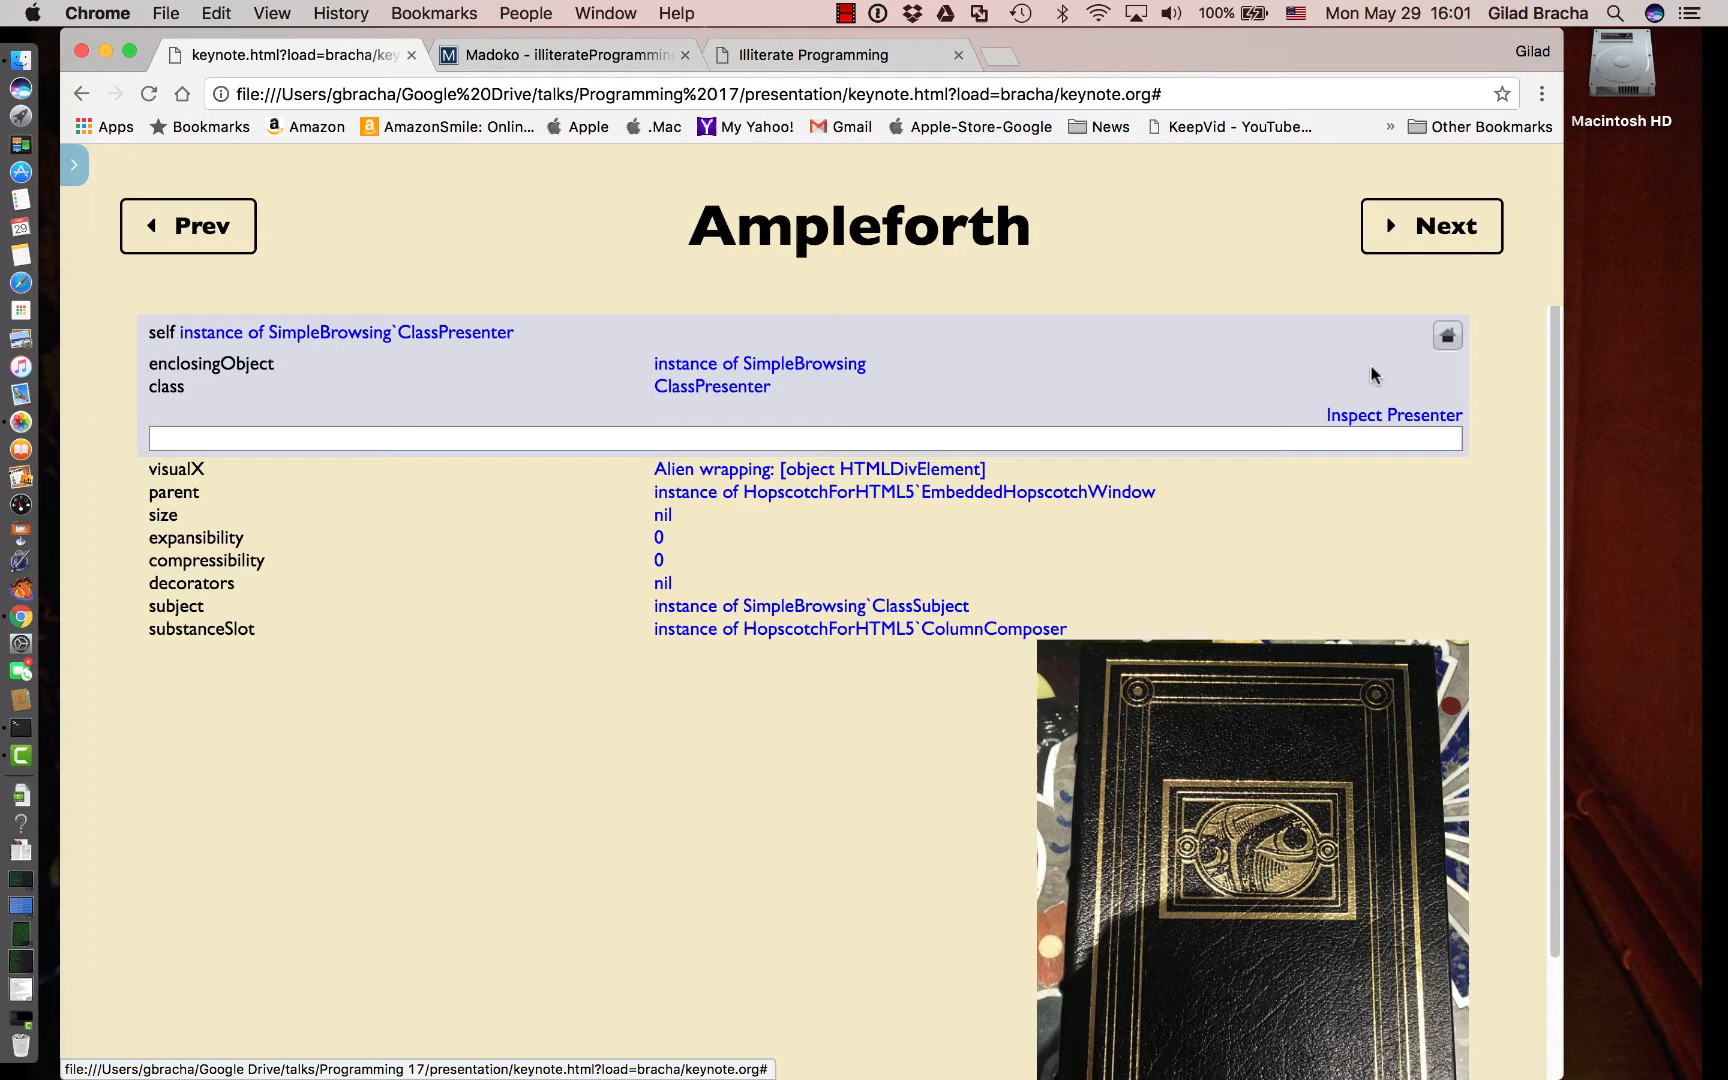 Chrome File Edit View History Bookmarks People Window Help 100% Mon May 29 16:01 Gilad Bracha
keynote.html?load=bracha/key Madoko - illiterateProgrammin Illiterate Programming Gilad
file:///Users/gbracha/Google%20Drive/talks/Programming%2017/presentation/keynote.html?load=bracha/keynote.org#
Apps Bookmarks Amazon AmazonSmile: Onlin... Apple .Mac My Yahoo! Gmail Apple-Store-Google News KeepVid - YouTube... » Other Bookmarks
Macintosh HD
Prev Ampleforth Next
self instance of SimpleBrowsing`ClassPresenter
enclosingObject instance of SimpleBrowsing
class ClassPresenter
Inspect Presenter
visualX Alien wrapping: [object HTMLDivElement]
parent instance of HopscotchForHTML5`EmbeddedHopscotchWindow
size nil
expansibility 0
compressibility 0
decorators nil
subject instance of SimpleBrowsing`ClassSubject
substanceSlot instance of HopscotchForHTML5`ColumnComposer
file:///Users/gbracha/Google Drive/talks/Programming 17/presentation/keynote.html?load=bracha/keynote.org#